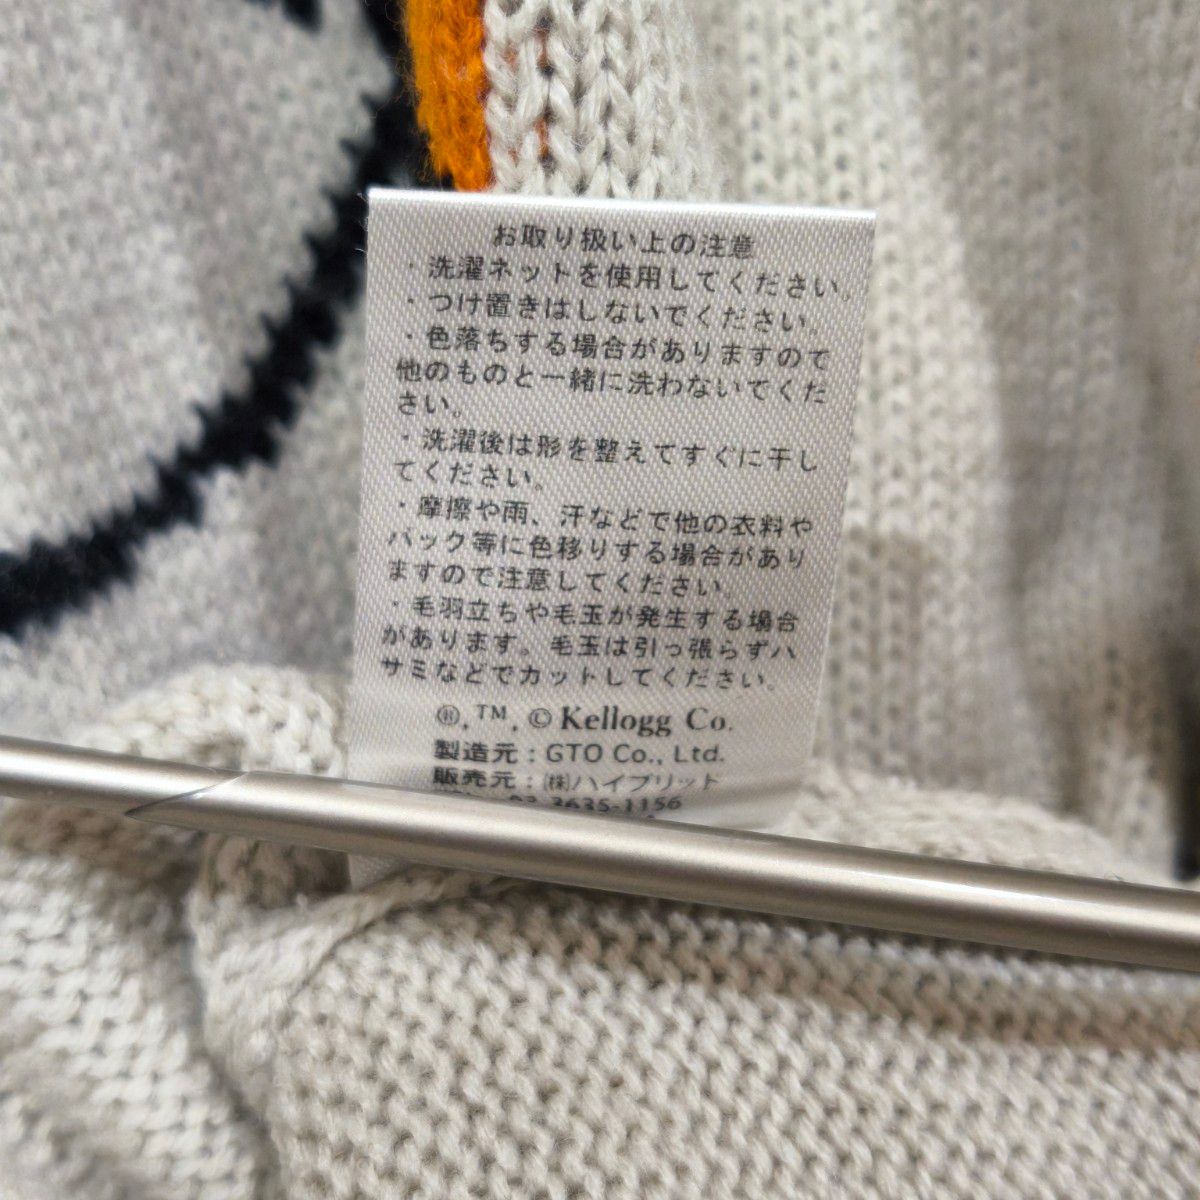 お取り扱い上の注意
・洗濯ネットを使用してください。
・つけ置きはしないでください。
・色落ちする場合がありますので
他のものと一緒に洗わないでくだ
さい。
・洗濯後は形を整えてすぐに干し
てください。
・摩擦や雨、汗などで他の衣料や
バック等に色移りする場合があり
ますので注意してください。
・毛羽立ちや毛玉が発生する場合
があります。毛玉は引っ張らずハ
サミなどでカットしてください。
®,™,© Kellogg Co.
製造元：GTO Co., Ltd.
販売元：㈱ハイブリット
03-3635-1156